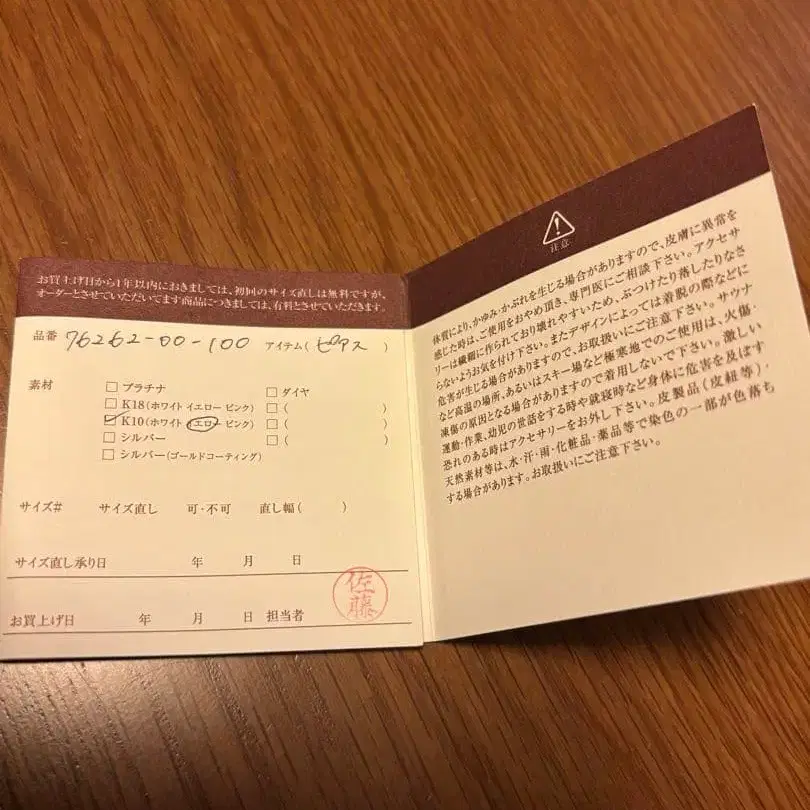 お買上げ日から1年以内におきましては、初回のサイズ直しは無料ですが、
オーダーとさせていただいてます商品につきましては、有料とさせていただきます。
品番 76262-00-100 アイテム(ピアス)
素材
□ プラチナ □ ダイヤ
□ K18(ホワイト イエロー ピンク) □ ( )
☑ K10(ホワイト イエロー ピンク) □ ( )
□ シルバー □ ( )
□ シルバー(ゴールドコーティング)
サイズ# サイズ直し 可・不可 直し幅( )
サイズ直し承り日 年 月 日
お買上げ日 年 月 日 担当者 佐藤
注意
体質により、かゆみ・かぶれを生じる場合がありますので、皮膚に異常を
感じた時は、ご使用をおやめ頂き、専門医にご相談下さい。アクセサ
リーは繊細に作られており壊れやすいため、ぶつけたり落したりなさ
らないようお気を付け下さい。またデザインによっては着脱の際などに
危害が生じる場合がありますので、お取扱いにご注意下さい。サウナ
など高温の場所、あるいはスキー場など極寒地でのご使用は、火傷・
凍傷の原因となる場合がありますので着用しないで下さい。激しい
運動・作業、幼児の世話をする時や就寝時など身体に危害を及ぼす
恐れのある時はアクセサリーをお外し下さい。皮製品(皮紐等)・
天然素材等は、水・汗・雨・化粧品・薬品等で染色の一部が色落ち
する場合があります。お取扱いにご注意下さい。